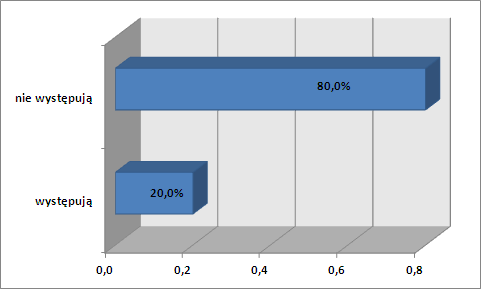 nie występują
80,0%
występują
20,0%
0,0 0,2 0,4 0,6 0,8